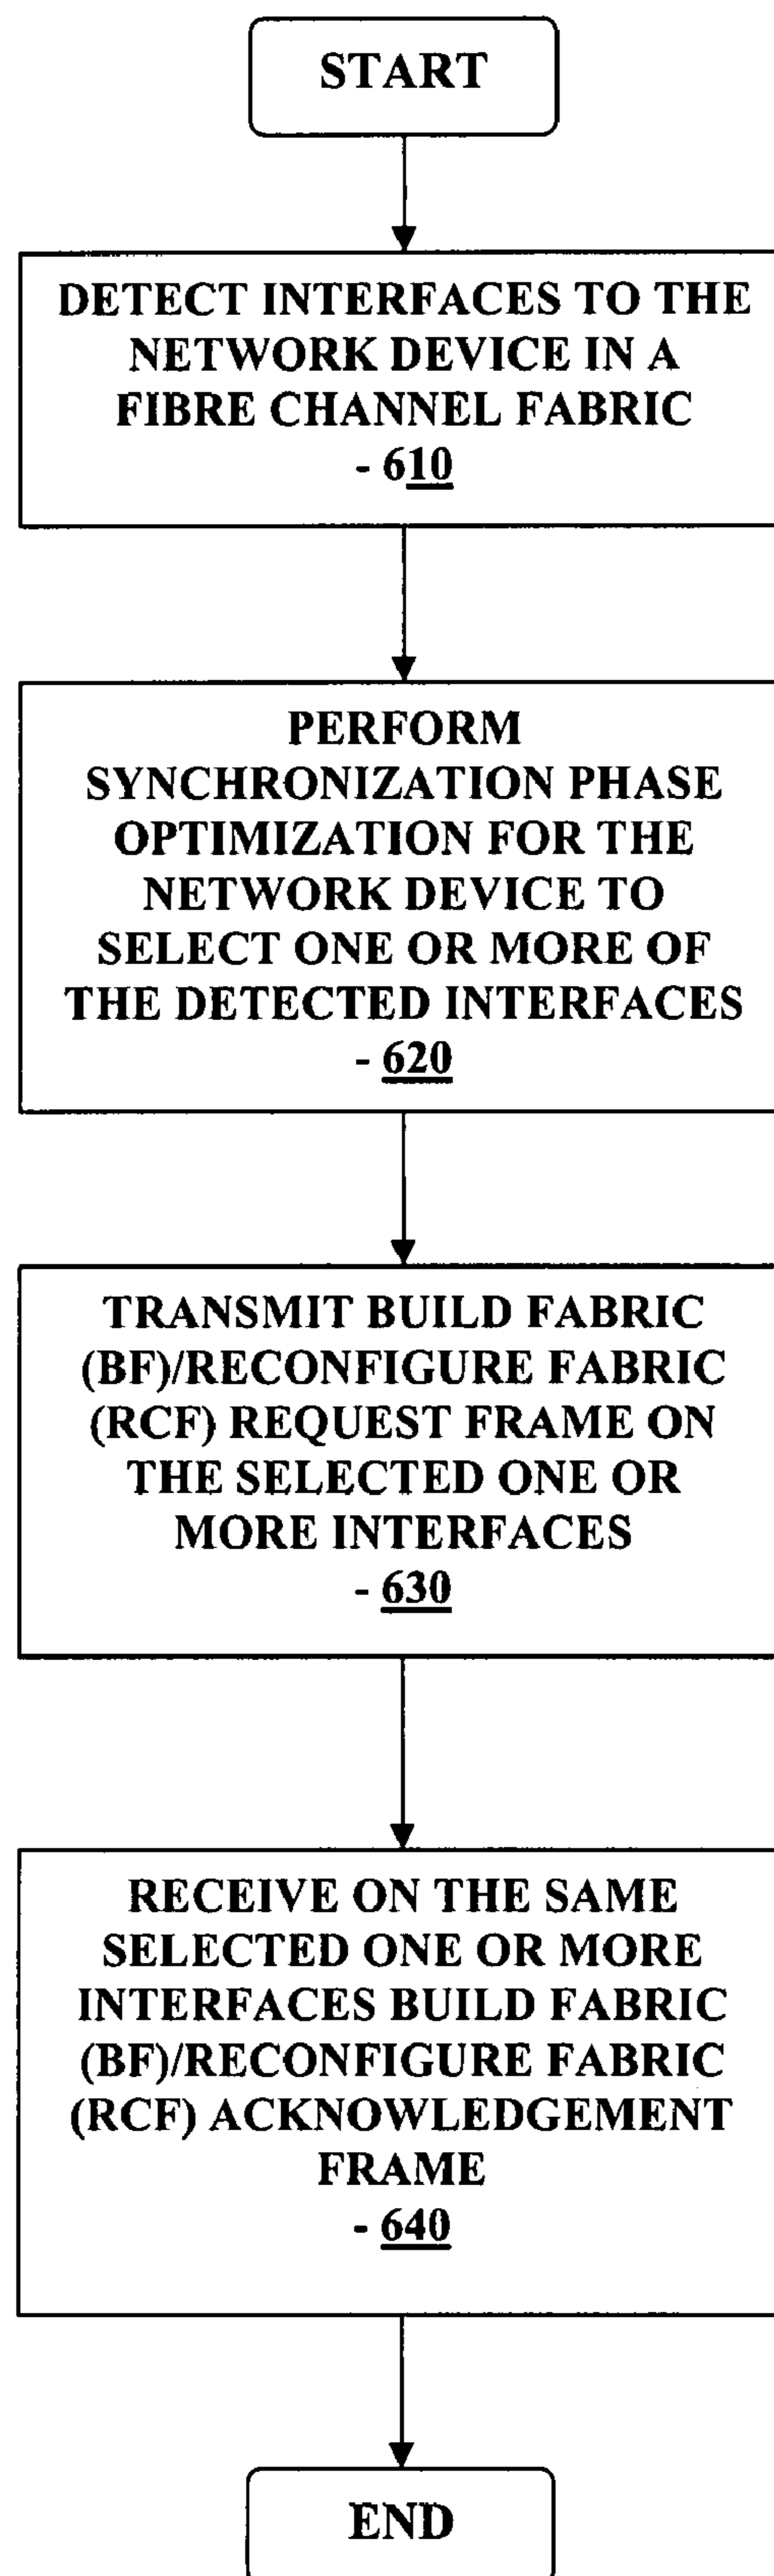 START
DETECT INTERFACES TO THE
NETWORK DEVICE IN A
FIBRE CHANNEL FABRIC
- 610
PERFORM
SYNCHRONIZATION PHASE
OPTIMIZATION FOR THE
NETWORK DEVICE TO
SELECT ONE OR MORE OF
THE DETECTED INTERFACES
- 620
TRANSMIT BUILD FABRIC
(BF)/RECONFIGURE FABRIC
(RCF) REQUEST FRAME ON
THE SELECTED ONE OR
MORE INTERFACES
- 630
RECEIVE ON THE SAME
SELECTED ONE OR MORE
INTERFACES BUILD FABRIC
(BF)/RECONFIGURE FABRIC
(RCF) ACKNOWLEDGEMENT
FRAME
- 640
END